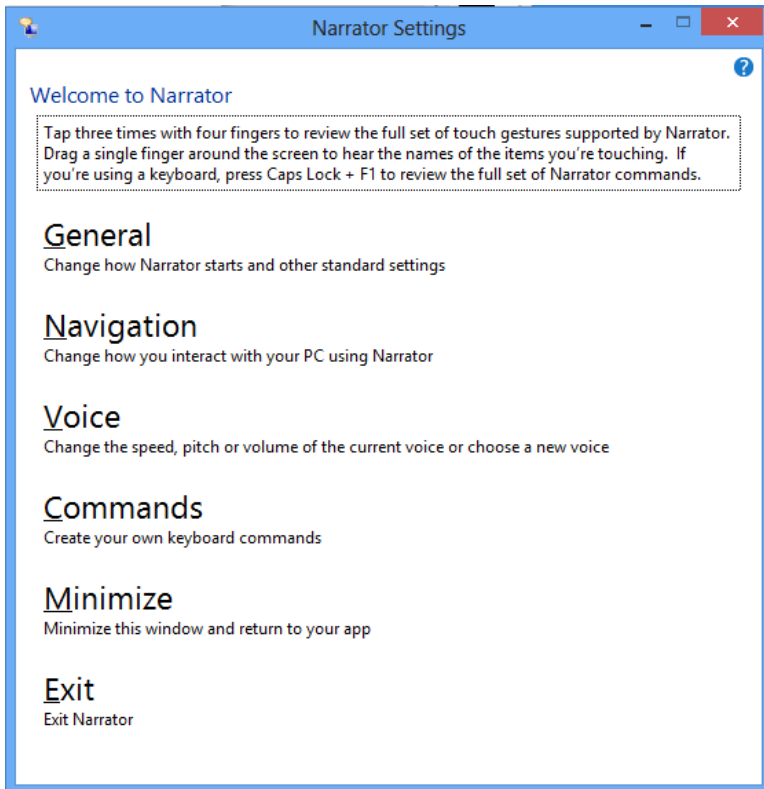 Narrator Settings
Welcome to Narrator
Tap three times with four fingers to review the full set of touch gestures supported by Narrator.
Drag a single finger around the screen to hear the names of the items you're touching.  If
you're using a keyboard, press Caps Lock + F1 to review the full set of Narrator commands.
General
Change how Narrator starts and other standard settings
Navigation
Change how you interact with your PC using Narrator
Voice
Change the speed, pitch or volume of the current voice or choose a new voice
Commands
Create your own keyboard commands
Minimize
Minimize this window and return to your app
Exit
Exit Narrator